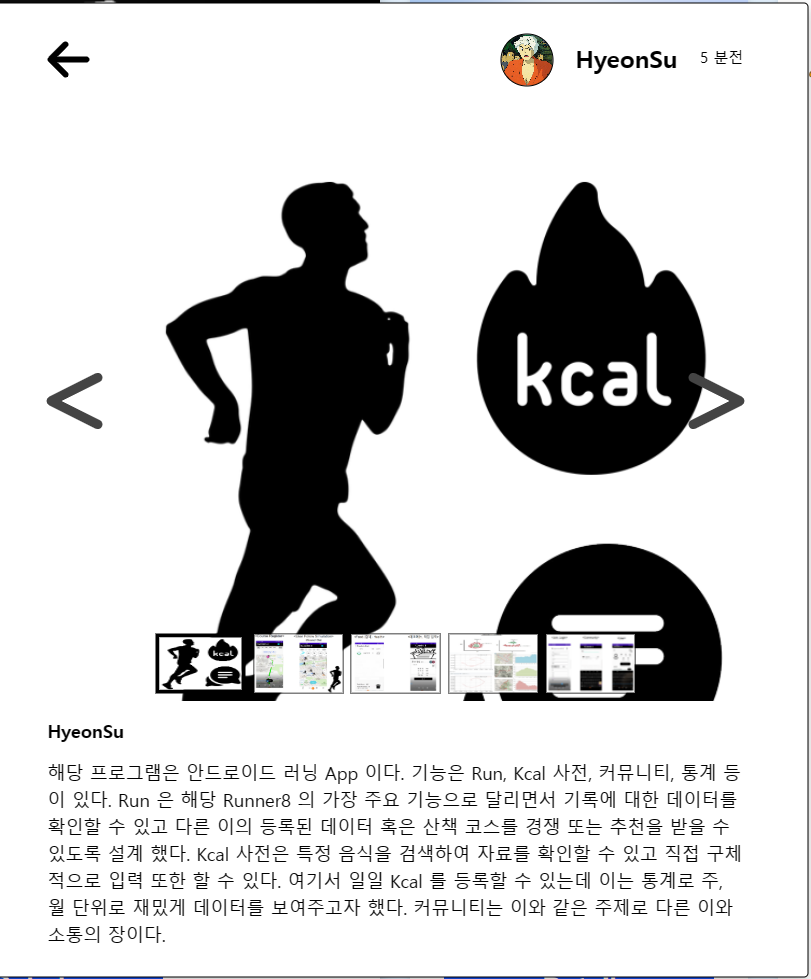 HyeonSu 5 분전
kcal
kcal
HyeonSu
해당 프로그램은 안드로이드 러닝 App 이다. 기능은 Run, Kcal 사전, 커뮤니티, 통계 등
이 있다. Run 은 해당 Runner8 의 가장 주요 기능으로 달리면서 기록에 대한 데이터를
확인할 수 있고 다른 이의 등록된 데이터 혹은 산책 코스를 경쟁 또는 추천을 받을 수
있도록 설계 했다. Kcal 사전은 특정 음식을 검색하여 자료를 확인할 수 있고 직접 구체
적으로 입력 또한 할 수 있다. 여기서 일일 Kcal 를 등록할 수 있는데 이는 통계로 주,
월 단위로 재밌게 데이터를 보여주고자 했다. 커뮤니티는 이와 같은 주제로 다른 이와
소통의 장이다.